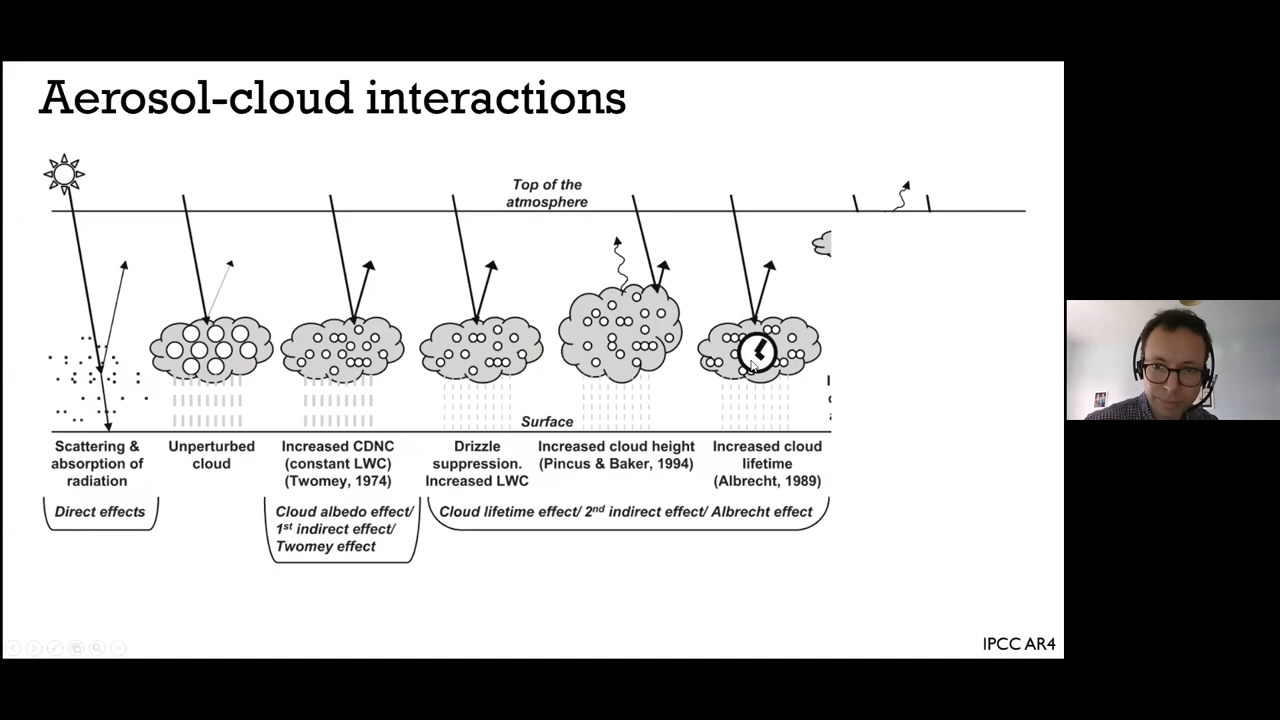 Aerosol-cloud interactions
Top of the
atmosphere
Surface
Scattering &
absorption of
radiation
Unperturbed
cloud
Increased CDNC
(constant LWC)
(Twomey, 1974)
Drizzle
suppression.
Increased LWC
Increased cloud height
(Pincus & Baker, 1994)
Increased cloud
lifetime
(Albrecht, 1989)
Direct effects
Cloud albedo effect/
1st indirect effect/
Twomey effect
Cloud lifetime effect/ 2nd indirect effect/ Albrecht effect
IPCC AR4